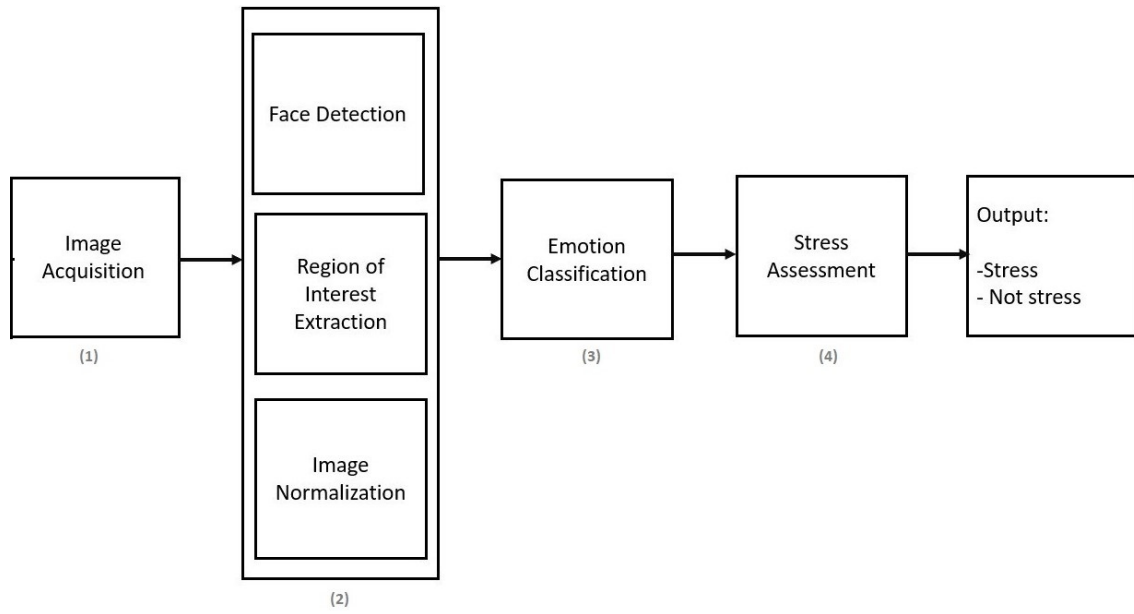 Image
Acquisition
(1)
Face Detection
Region of
Interest
Extraction
Image
Normalization
(2)
Emotion
Classification
(3)
Stress
Assessment
(4)
Output:
-Stress
- Not stress